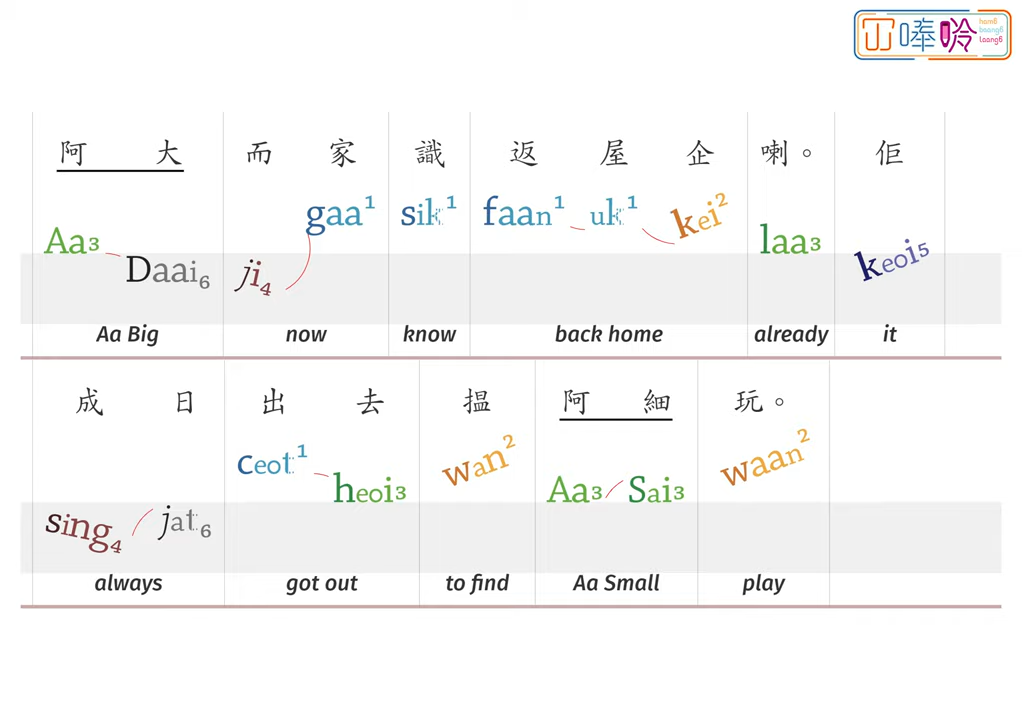 冚唪唥 ham6 baang6 laang6
阿大 而家 識 返屋企 喇。 佢
Aa3 Daai6 ji4 gaa1 sik1 faan1 uk1 kei2 laa3 keoi5
Aa Big now know back home already it
成日 出去 搵 阿細 玩。
sing4 jat6 ceot1 heoi3 wan2 Aa3 Sai3 waan2
always got out to find Aa Small play